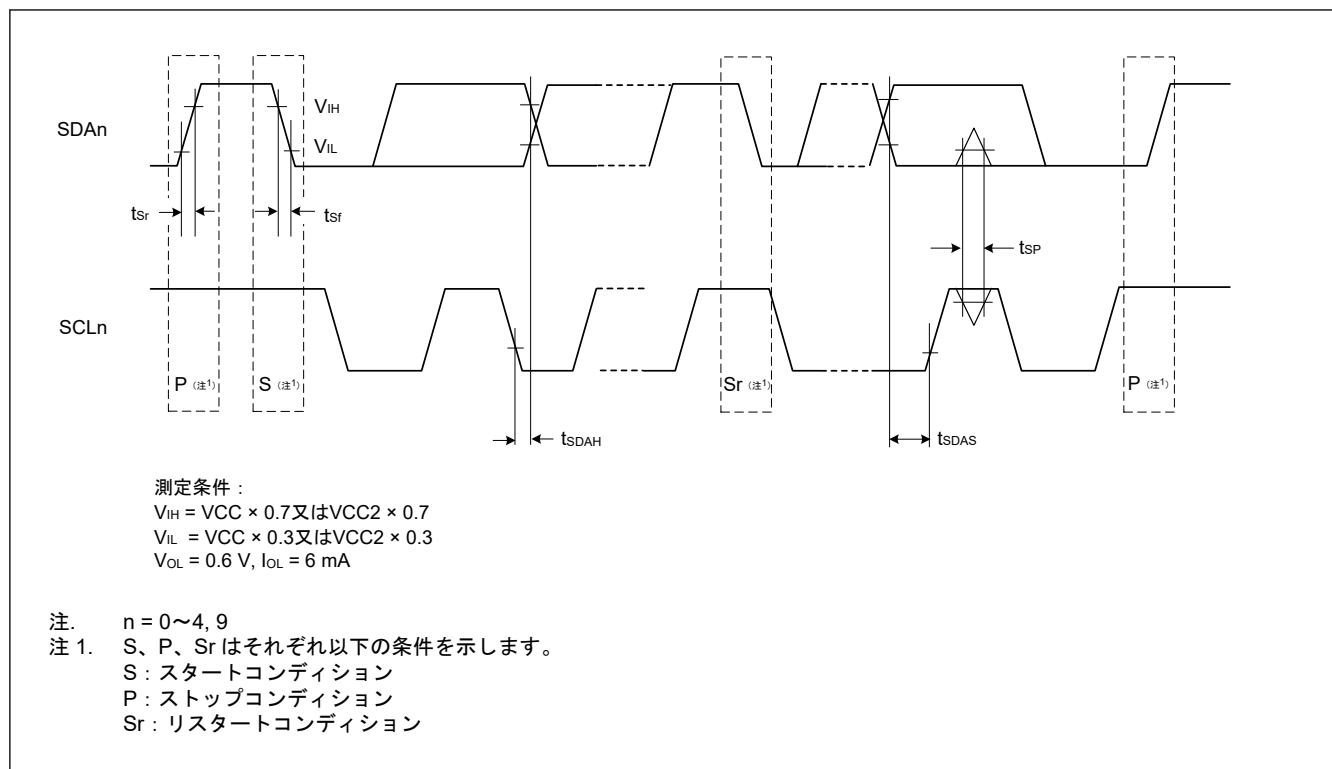 SDAn
VIH
VIL
tSr
tSf
tSP
SCLn
P（注1）
S（注1）
Sr（注1）
P（注1）
tSDAH
tSDAS
測定条件：
VIH = VCC × 0.7又はVCC2 × 0.7
VIL = VCC × 0.3又はVCC2 × 0.3
VOL = 0.6 V, IOL = 6 mA
注. n = 0～4, 9
注 1. S、P、Sr はそれぞれ以下の条件を示します。
S：スタートコンディション
P：ストップコンディション
Sr：リスタートコンディション